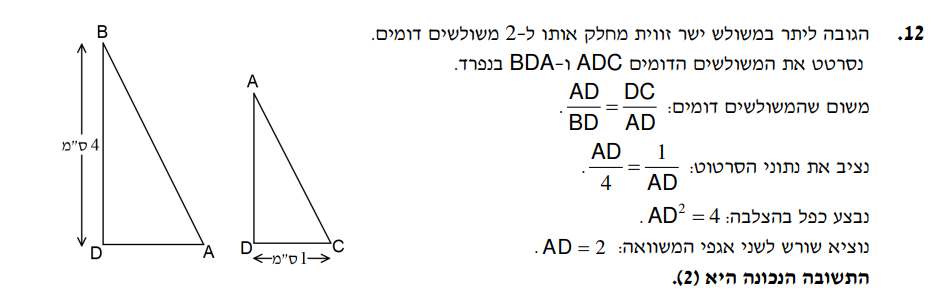 12. הגובה ליתר במשולש ישר זווית מחלק אותו ל-2 משולשים דומים.
נסרטט את המשולשים הדומים ADC ו-BDA בנפרד.
משום שהמשולשים דומים: AD/BD = DC/AD.
נציב את נתוני הסרטוט: AD/4 = 1/AD.
נבצע כפל בהצלבה: AD² = 4.
נוציא שורש לשני אגפי המשוואה: AD = 2.
התשובה הנכונה היא (2).
B
4 ס"מ
D
A
A
D
C
1 ס"מ